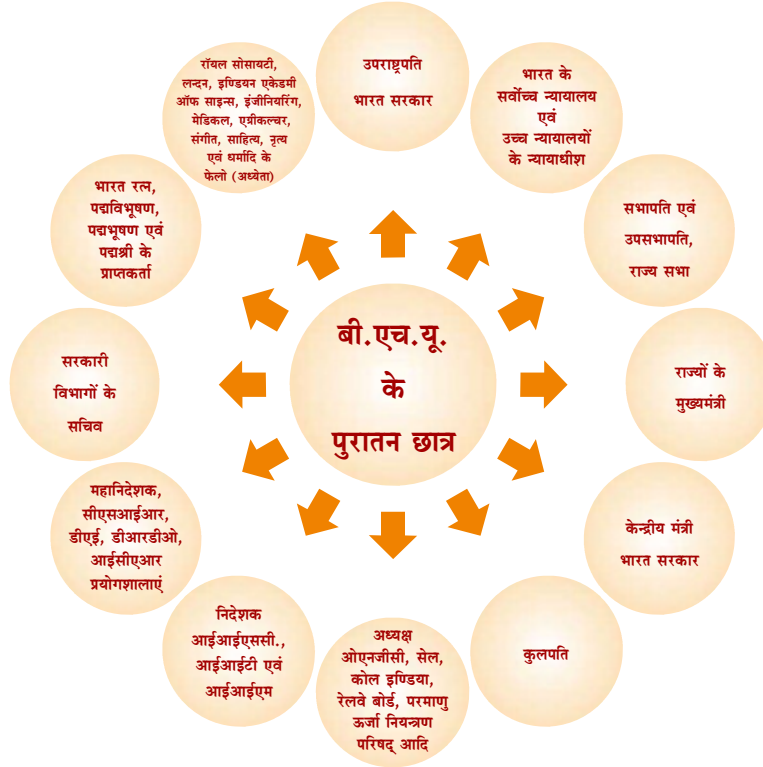 बी.एच.यू.
के
पुरातन छात्र
उपराष्ट्रपति
भारत सरकार
भारत के
सर्वोच्च न्यायालय
एवं
उच्च न्यायालयों
के न्यायाधीश
सभापति एवं
उपसभापति,
राज्य सभा
राज्यों के
मुख्यमंत्री
केन्द्रीय मंत्री
भारत सरकार
कुलपति
अध्यक्ष
ओएनजीसी, सेल,
कोल इण्डिया,
रेलवे बोर्ड, परमाणु
ऊर्जा नियन्त्रण
परिषद् आदि
निदेशक
आईआईएससी.,
आईआईटी एवं
आईआईएम
महानिदेशक,
सीएसआईआर,
डीएई, डीआरडीओ,
आईसीएआर
प्रयोगशालाएं
सरकारी
विभागों के
सचिव
भारत रत्न,
पद्मविभूषण,
पद्मभूषण एवं
पद्मश्री के
प्राप्तकर्ता
रॉयल सोसायटी,
लन्दन, इण्डियन एकेडमी
ऑफ साइन्स, इंजीनियरिंग,
मेडिकल, एग्रीकल्चर,
संगीत, साहित्य, नृत्य
एवं धर्मादि के
फेलो (अध्येता)